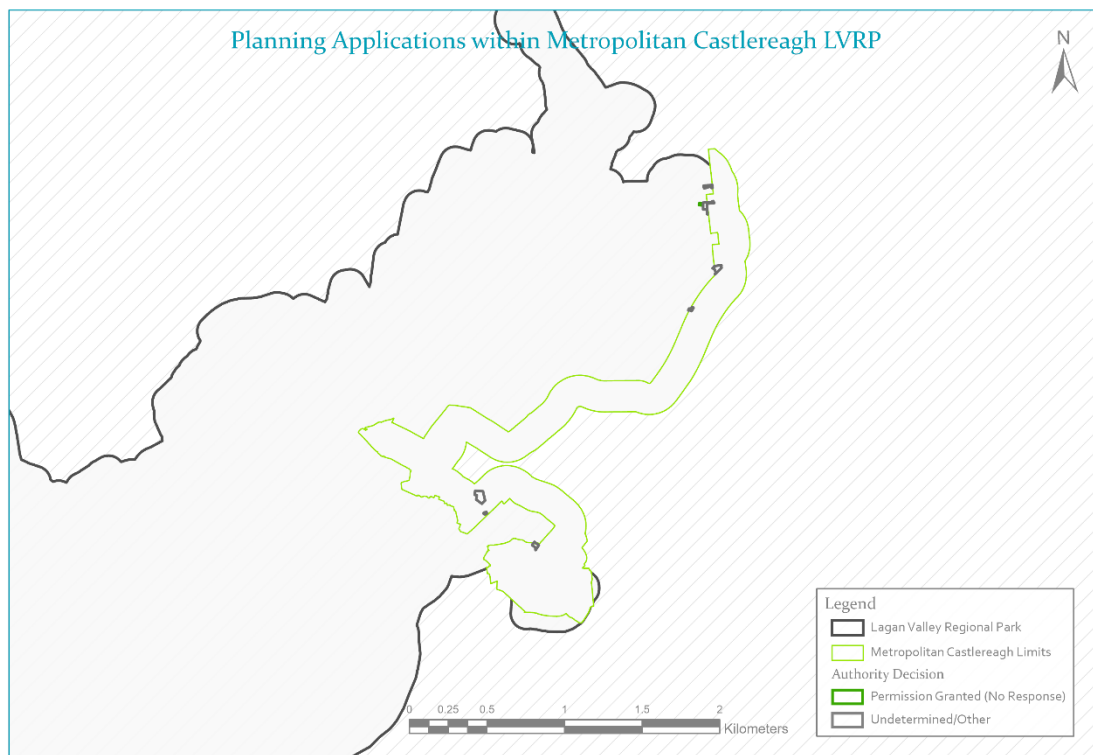 Planning Applications within Metropolitan Castlereagh LVRP
N
Legend
Lagan Valley Regional Park
Metropolitan Castlereagh Limits
Authority Decision
Permission Granted (No Response)
Undetermined/Other
0 0.25 0.5 1 1.5 2
Kilometers